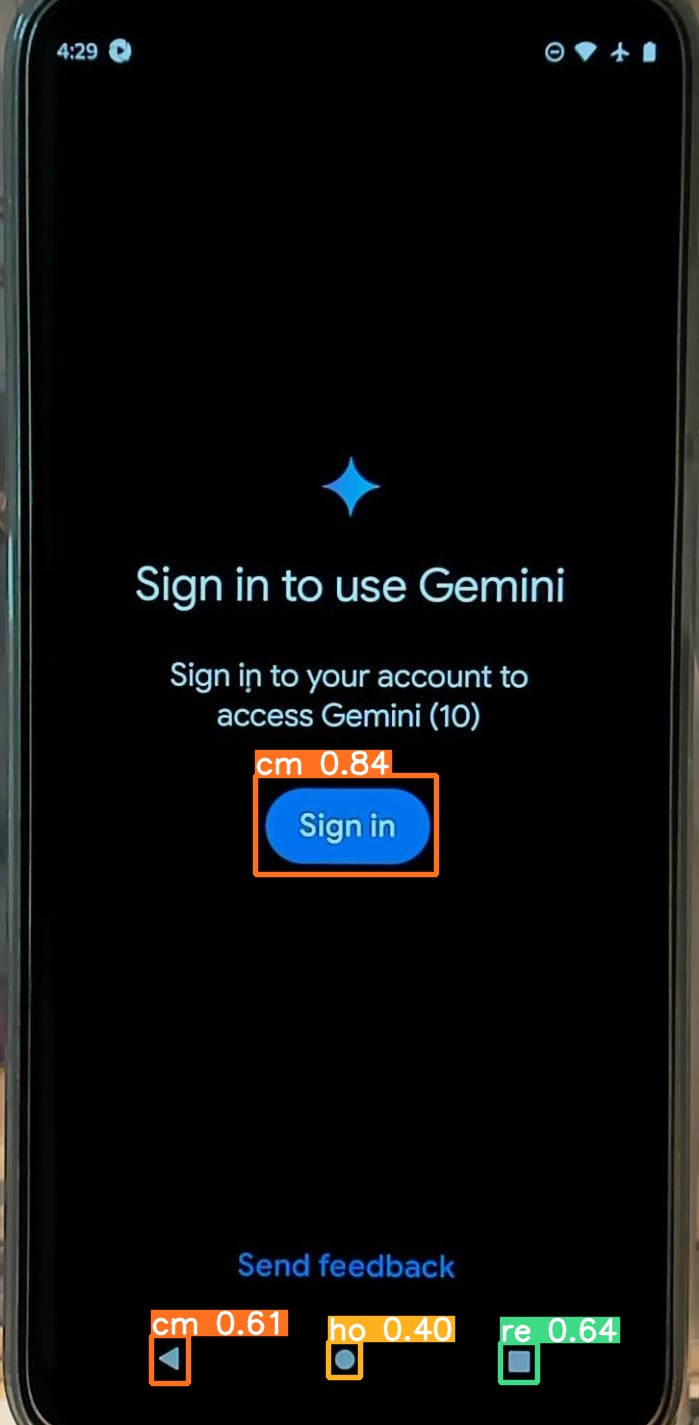 4:29
Sign in to use Gemini
Sign in to your account to
access Gemini (10)
cm 0.84
Sign in
Send feedback
cm 0.61 ho 0.40 re 0.64